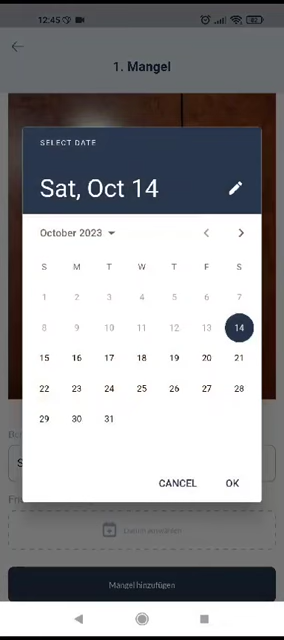 12:45
62
1. Mangel
SELECT DATE
Sat, Oct 14
October 2023
S M T W T F S
1 2 3 4 5 6 7
8 9 10 11 12 13 14
15 16 17 18 19 20 21
22 23 24 25 26 27 28
29 30 31
CANCEL OK
Mangel hinzufügen